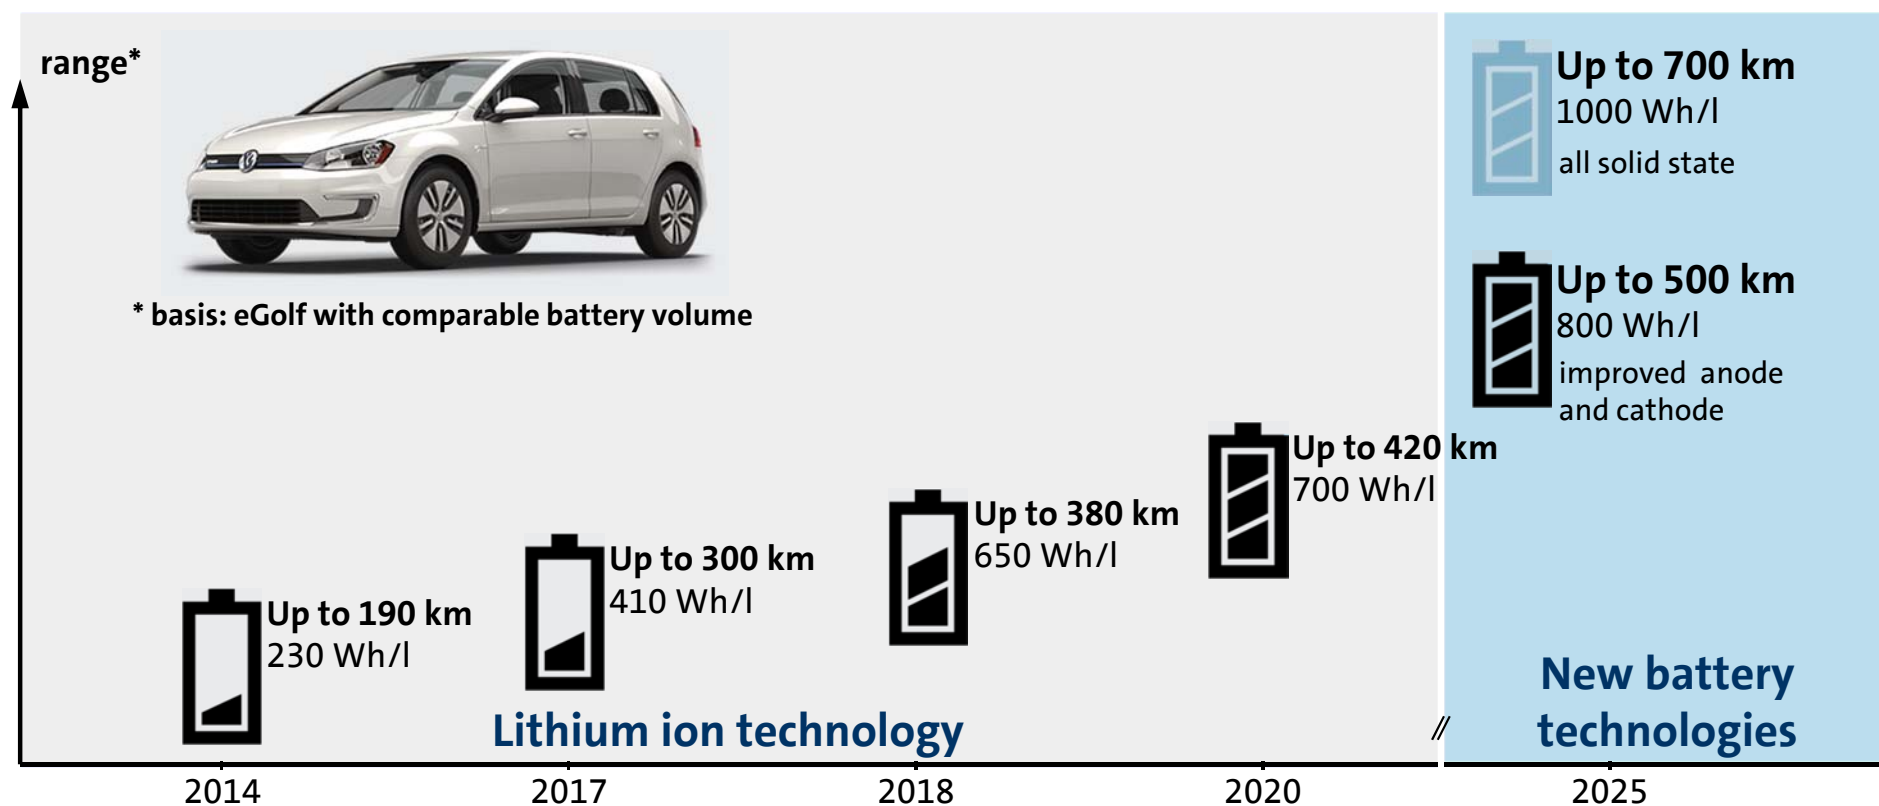 range*
* basis: eGolf with comparable battery volume
Up to 190 km
230 Wh/l
Up to 300 km
410 Wh/l
Up to 380 km
650 Wh/l
Up to 420 km
700 Wh/l
Up to 700 km
1000 Wh/l
all solid state
Up to 500 km
800 Wh/l
improved anode
and cathode
Lithium ion technology
//
New battery
technologies
2014
2017
2018
2020
2025